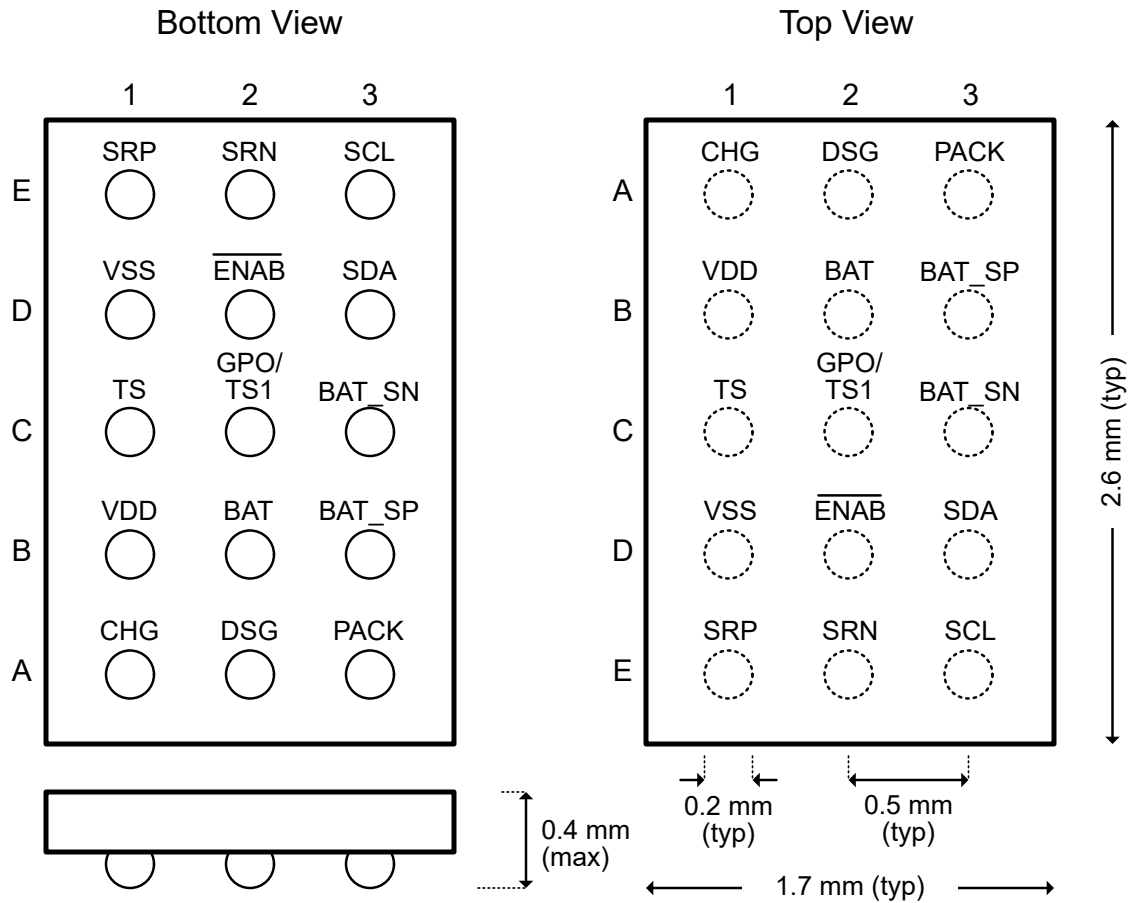 Bottom View
1 2 3
SRP SRN SCL
E
VSS ENAB SDA
D
GPO/
TS TS1 BAT_SN
C
VDD BAT BAT_SP
B
CHG DSG PACK
A
0.4 mm
(max)
Top View
1 2 3
CHG DSG PACK
A
VDD BAT BAT_SP
B
GPO/
TS TS1 BAT_SN
C
VSS ENAB SDA
D
SRP SRN SCL
E
2.6 mm (typ)
0.2 mm
(typ)
0.5 mm
(typ)
1.7 mm (typ)